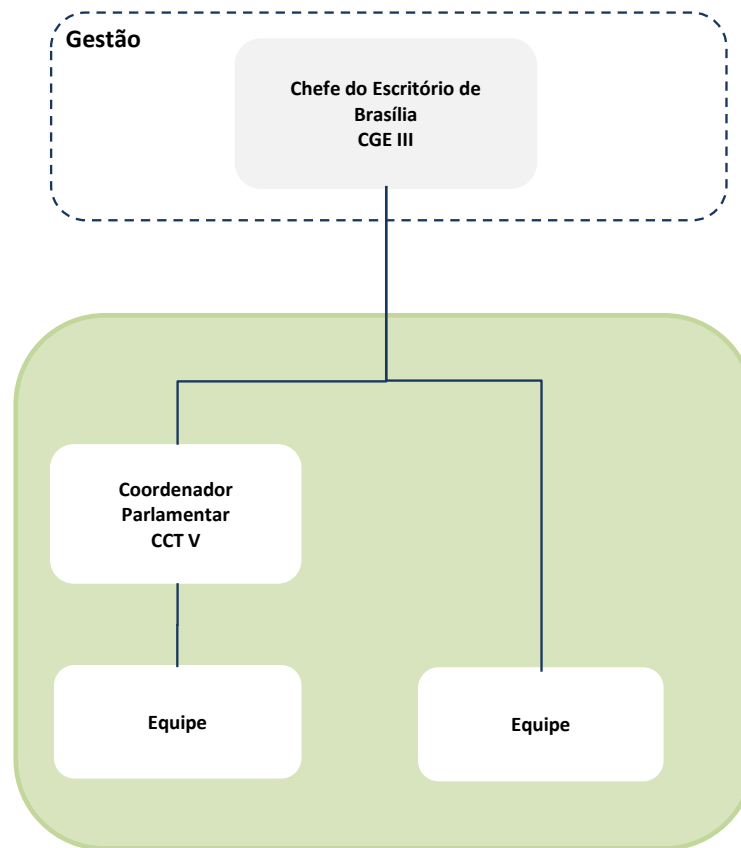 Gestão
Chefe do Escritório de
Brasília
CGE III
Coordenador
Parlamentar
CCT V
Equipe
Equipe